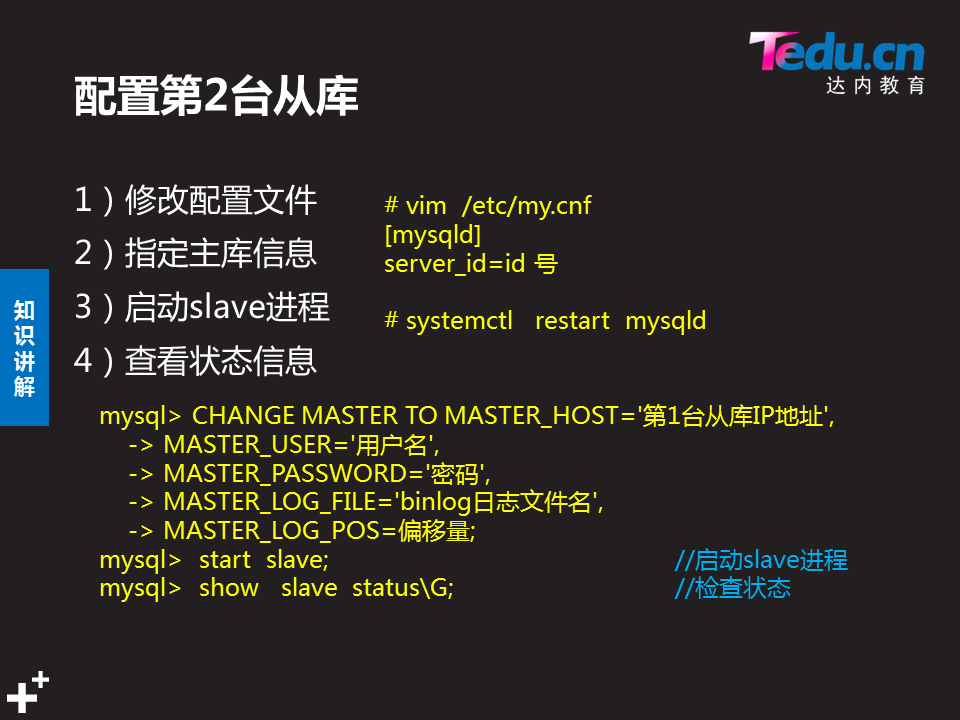 Tedu.cn
达内教育
配置第2台从库
1）修改配置文件
2）指定主库信息
3）启动slave进程
4）查看状态信息
# vim /etc/my.cnf
[mysqld]
server_id=id 号
# systemctl restart mysqld
知识讲解
mysql> CHANGE MASTER TO MASTER_HOST='第1台从库IP地址',
-> MASTER_USER='用户名',
-> MASTER_PASSWORD='密码',
-> MASTER_LOG_FILE='binlog日志文件名',
-> MASTER_LOG_POS=偏移量;
mysql> start slave; //启动slave进程
mysql> show slave status\G; //检查状态